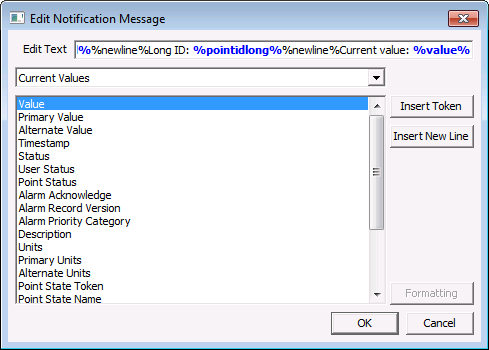 Edit Notification Message
Edit Text %%newline%Long ID: %pointidlong%%newline%Current value: %value%
Current Values
Value
Primary Value
Alternate Value
Timestamp
Status
User Status
Point Status
Alarm Acknowledge
Alarm Record Version
Alarm Priority Category
Description
Units
Primary Units
Alternate Units
Point State Token
Point State Name
Insert Token
Insert New Line
Formatting
OK
Cancel